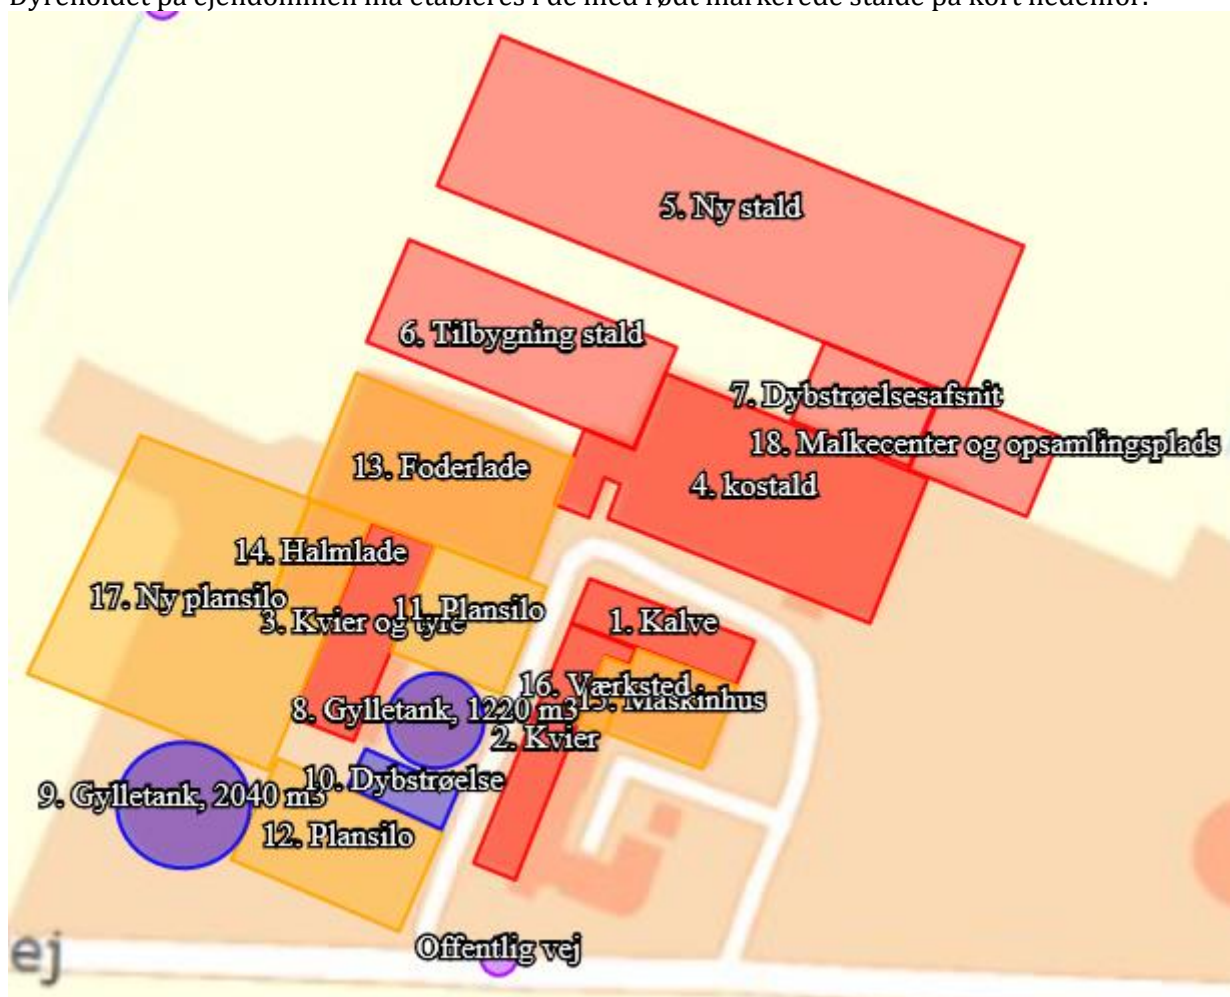 Dyreholdet på ejendommen må etableres i de med rødt markerede stalde på kort nedenfor.
5. Ny stald
6. Tilbygning stald
7. Dybstrøelsesafsnit
18. Malkecenter og opsamlingsplads
13. Foderlade
4. kostald
14. Halmlade
17. Ny plansilo
11. Plansilo
3. Kvier og tyre
1. Kalve
16. Værksted
15. Maskinhus
8. Gylletank, 1220 m3
2. Kvier
10. Dybstrøelse
9. Gylletank, 2040 m3
12. Plansilo
Offentlig vej
ej